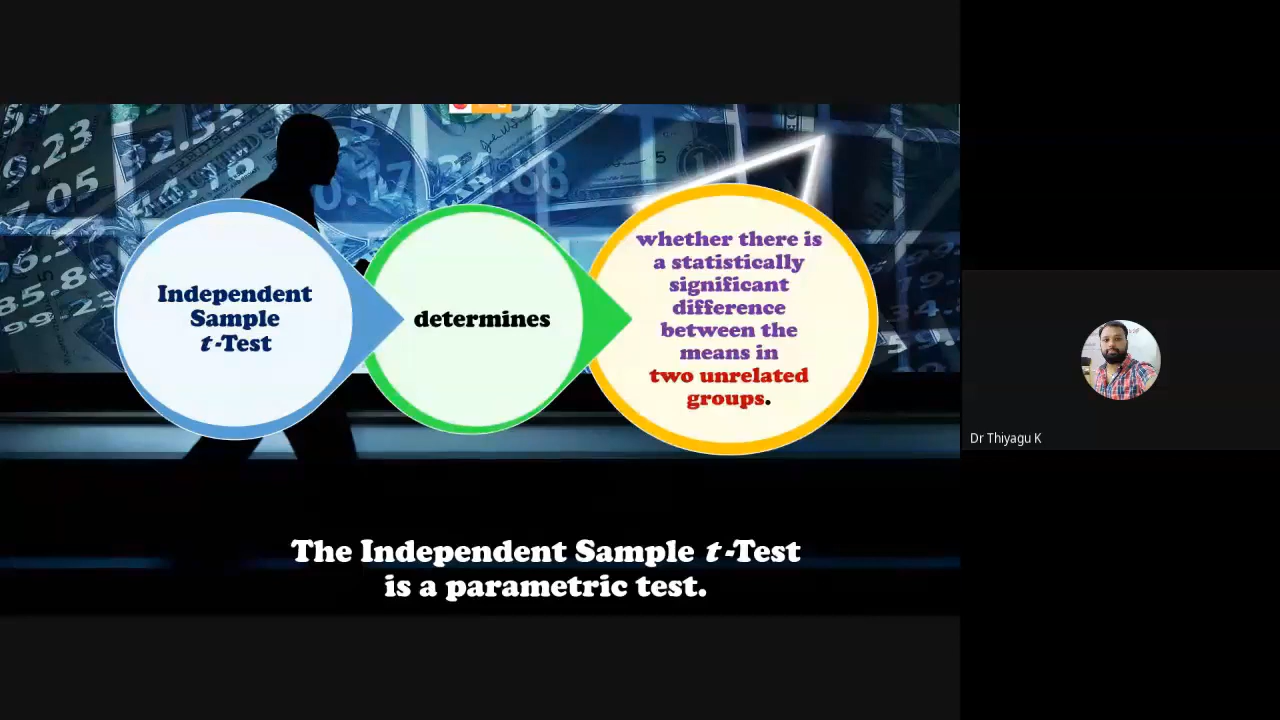 Independent
Sample
t-Test
determines
whether there is
a statistically
significant
difference
between the
means in
two unrelated
groups.
The Independent Sample t-Test
is a parametric test.
Dr Thiyagu K